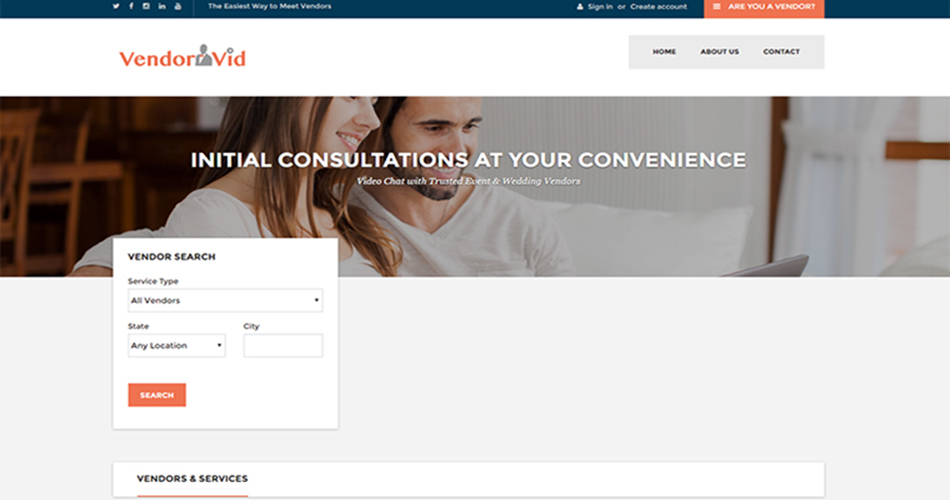 The Easiest Way to Meet Vendors
Sign in or Create account
ARE YOU A VENDOR?
VendorVid
HOME ABOUT US CONTACT
INITIAL CONSULTATIONS AT YOUR CONVENIENCE
Video Chat with Trusted Event & Wedding Vendors
VENDOR SEARCH
Service Type
All Vendors
State City
Any Location
SEARCH
VENDORS & SERVICES